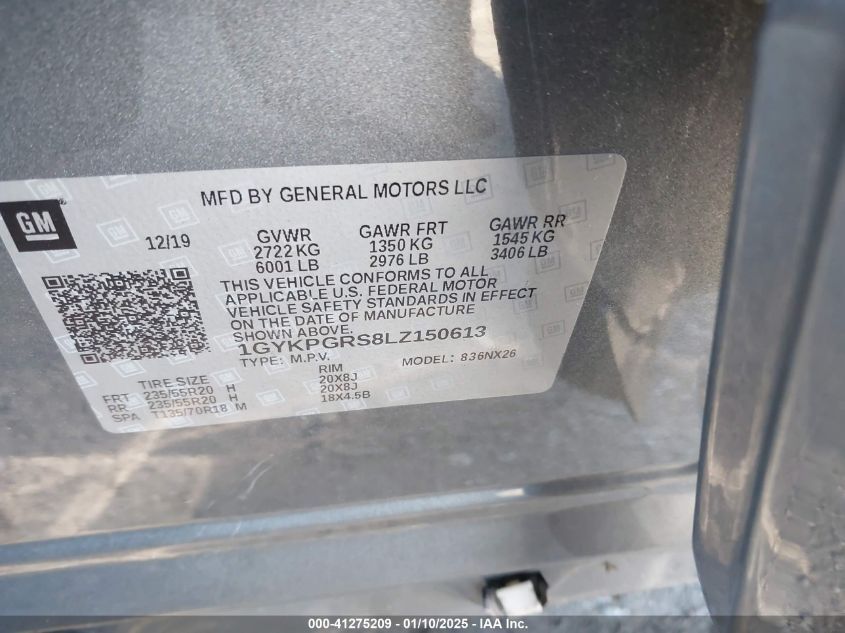 MFD BY GENERAL MOTORS LLC
GM
12/19
GVWR
2722 KG
6001 LB
GAWR FRT
1350 KG
2976 LB
GAWR RR
1545 KG
3406 LB
THIS VEHICLE CONFORMS TO ALL
APPLICABLE U.S. FEDERAL MOTOR
VEHICLE SAFETY STANDARDS IN EFFECT
ON THE DATE OF MANUFACTURE
SHOWN ABOVE.
1GYKPGRS8LZ150613
TYPE: M.P.V. MODEL: 836NX26
TIRE SIZE RIM
FRT 235/55R20 H 20X8J
RR 235/55R20 H 20X8J
SPA T135/70R18 M 18X4.5B
000-41275209 - 01/10/2025 - IAA Inc.